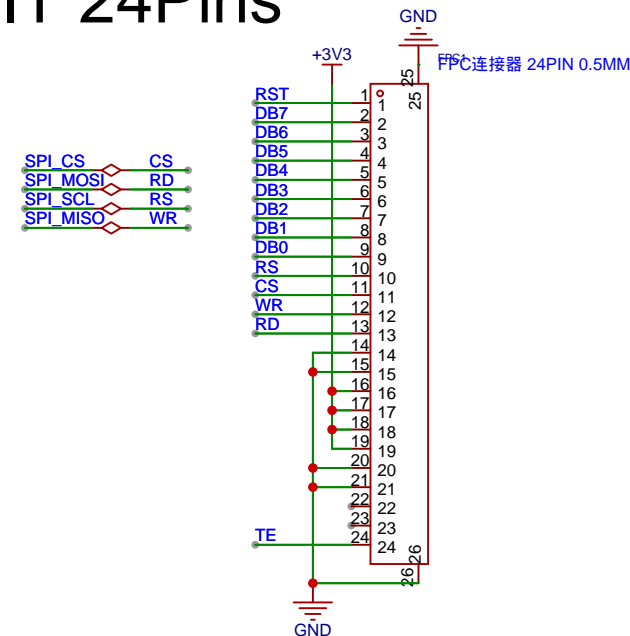 24Pins
GND
+3V3
FPC1
FPC连接器 24PIN 0.5MM
25
25
RST 1 1
DB7 2 2
DB6 3 3
DB5 4 4
DB4 5 5
DB3 6 6
DB2 7 7
DB1 8 8
DB0 9 9
RS 10 10
CS 11 11
WR 12 12
RD 13 13
14 14
15 15
16 16
17 17
18 18
19 19
20 20
21 21
22 22
23 23
TE 24 24
26
26
GND
SPI_CS CS
SPI_MOSI RD
SPI_SCL RS
SPI_MISO WR